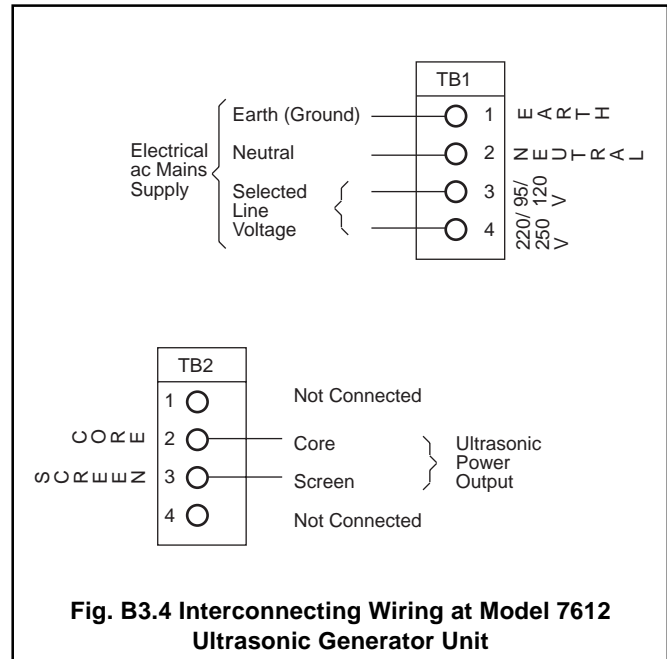 TB1
Earth (Ground) 1 EARTH
Electrical
ac Mains
Supply
Neutral 2 NEUTRAL
Selected
Line
Voltage
3 95/
120
V
4 220/
250
V
TB2
1 Not Connected
CORE 2 Core
SCREEN 3 Screen
Ultrasonic
Power
Output
4 Not Connected
Fig. B3.4 Interconnecting Wiring at Model 7612
Ultrasonic Generator Unit